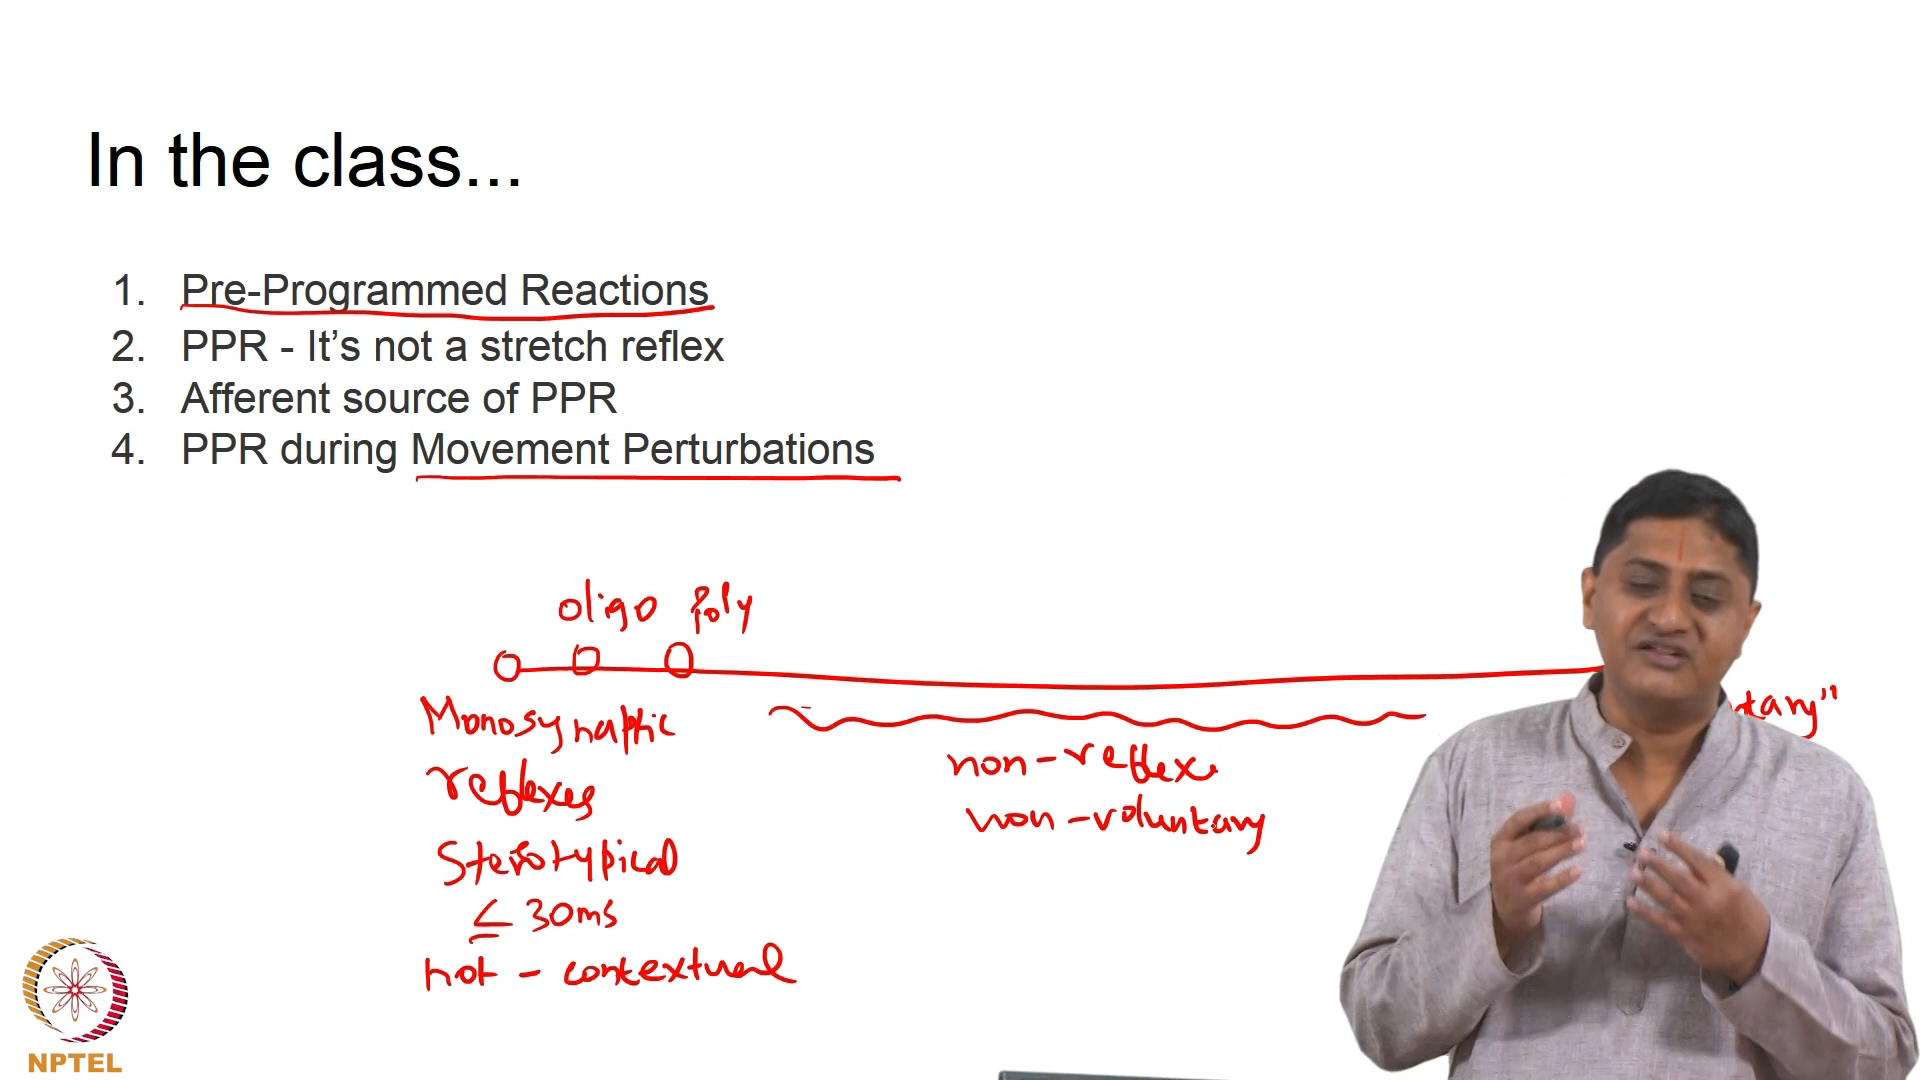 In the class...
1. Pre-Programmed Reactions
2. PPR - It's not a stretch reflex
3. Afferent source of PPR
4. PPR during Movement Perturbations
oligo poly
Monosynaptic
reflexes
Sterotypical
≤ 30ms
not - contextual
non-reflex
non-voluntary
NPTEL